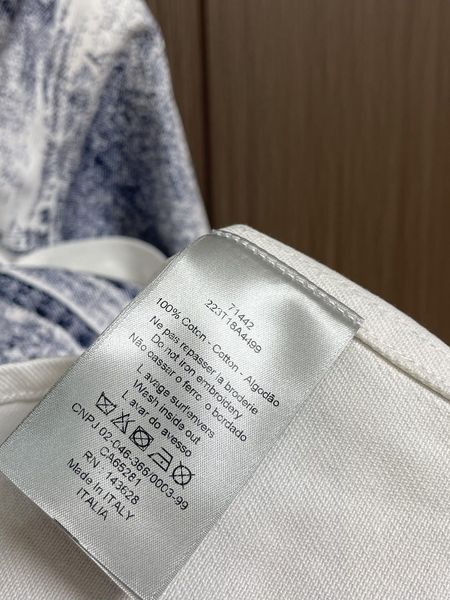 71442
223T18A4499
100% Coton - Cotton - Algodão
Ne pas repasser la broderie
Do not iron embroidery
Não passar o ferro o bordado
Lavage sur l'envers
Wash inside out
Lavar do avesso
CNPJ 02-046-366/0003-99
CA65281
RN : 143628
Made in ITALY
ITALIA